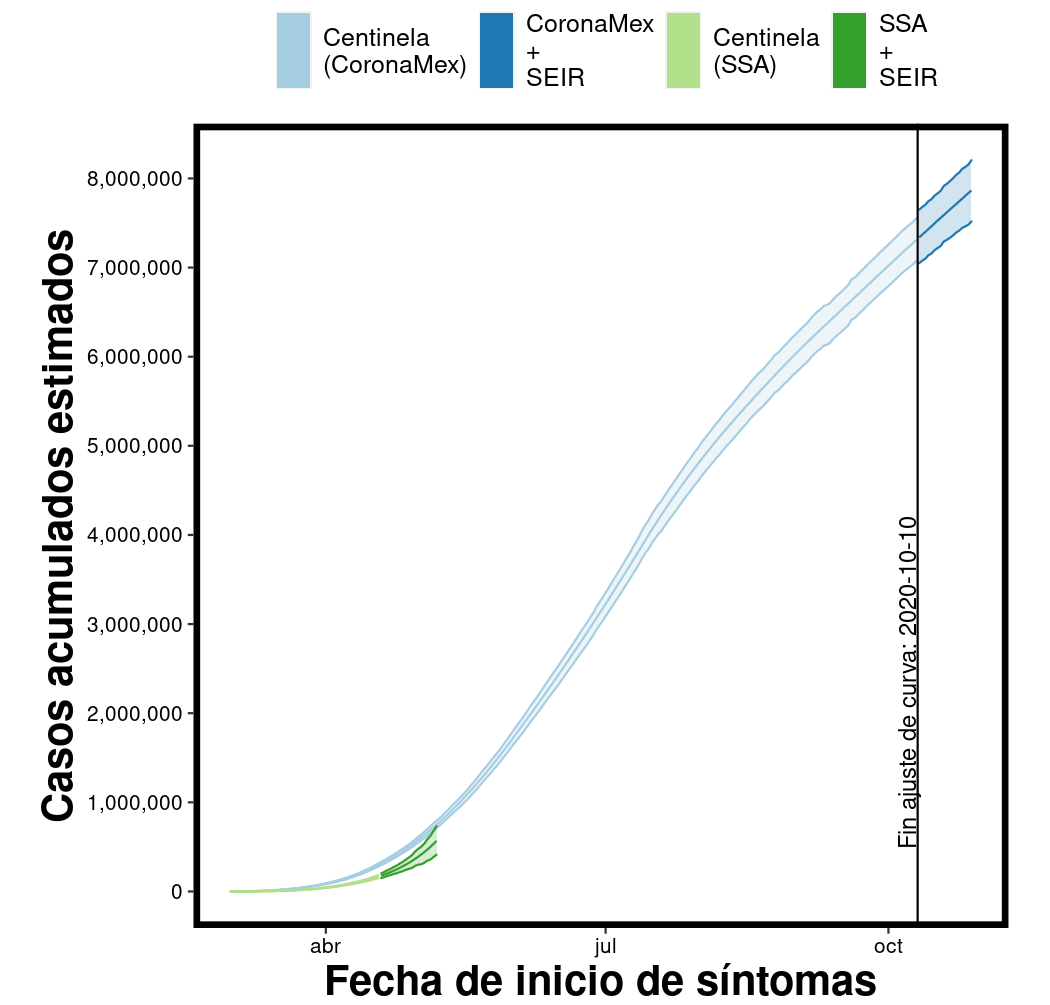 Centinela
(CoronaMex)
CoronaMex
+
SEIR
Centinela
(SSA)
SSA
+
SEIR
Casos acumulados estimados
8,000,000
7,000,000
6,000,000
5,000,000
4,000,000
3,000,000
2,000,000
1,000,000
0
Fin ajuste de curva: 2020-10-10
abr
jul
oct
Fecha de inicio de síntomas